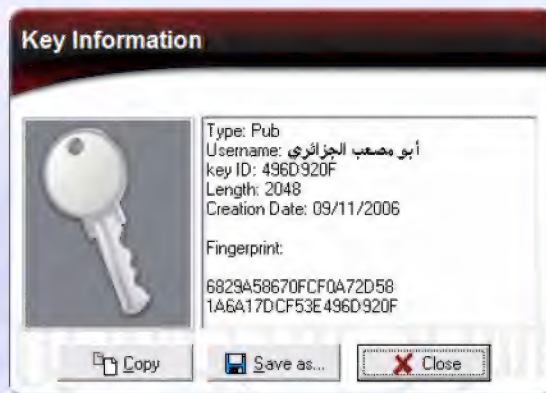 Key Information
Type: Pub
Username: أبو مصعب الجزائري
key ID: 496D920F
Length: 2048
Creation Date: 09/11/2006
Fingerprint:
6829A58670FCF0A72D58
1A6A17DCF53E496D920F
Copy
Save as...
Close